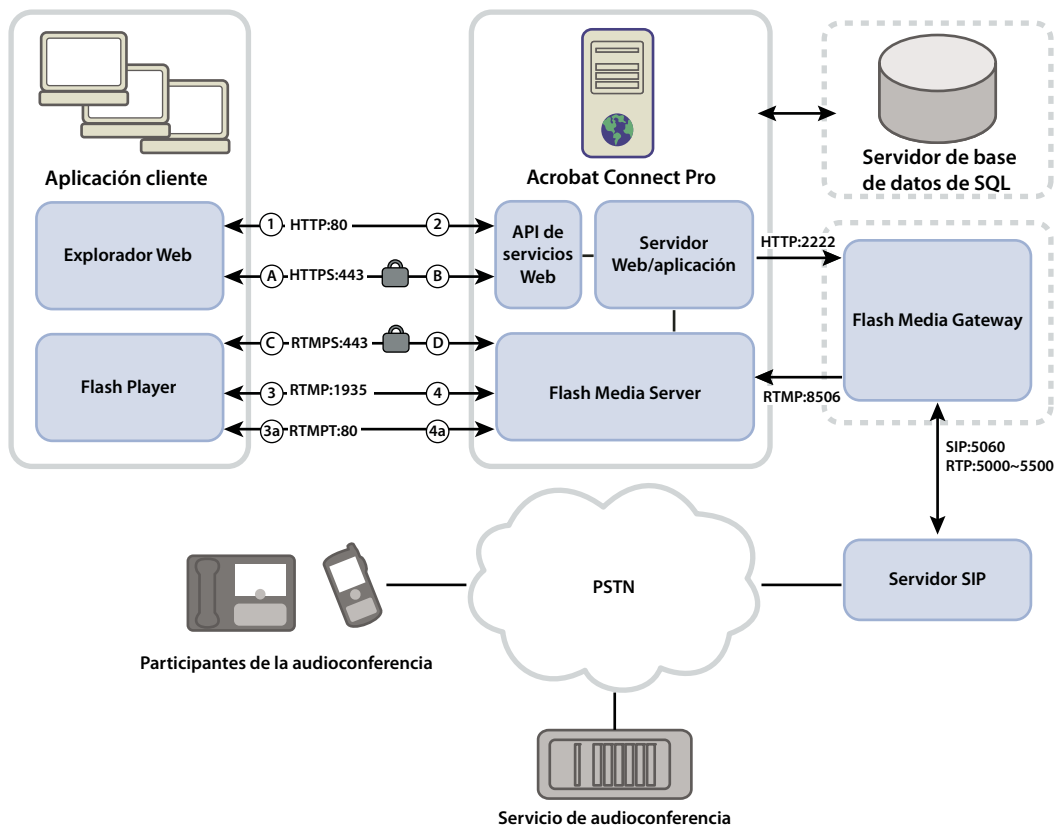 Aplicación cliente
Acrobat Connect Pro
Servidor de base
de datos de SQL
Explorador Web
1 HTTP:80 2
A HTTPS:443 B
API de
servicios
Web
Servidor
Web/aplicación
HTTP:2222
Flash Media Gateway
Flash Player
C RTMPS:443 D
3 RTMP:1935 4
3a RTMPT:80 4a
Flash Media Server
RTMP:8506
SIP:5060
RTP:5000~5500
Servidor SIP
PSTN
Participantes de la audioconferencia
Servicio de audioconferencia